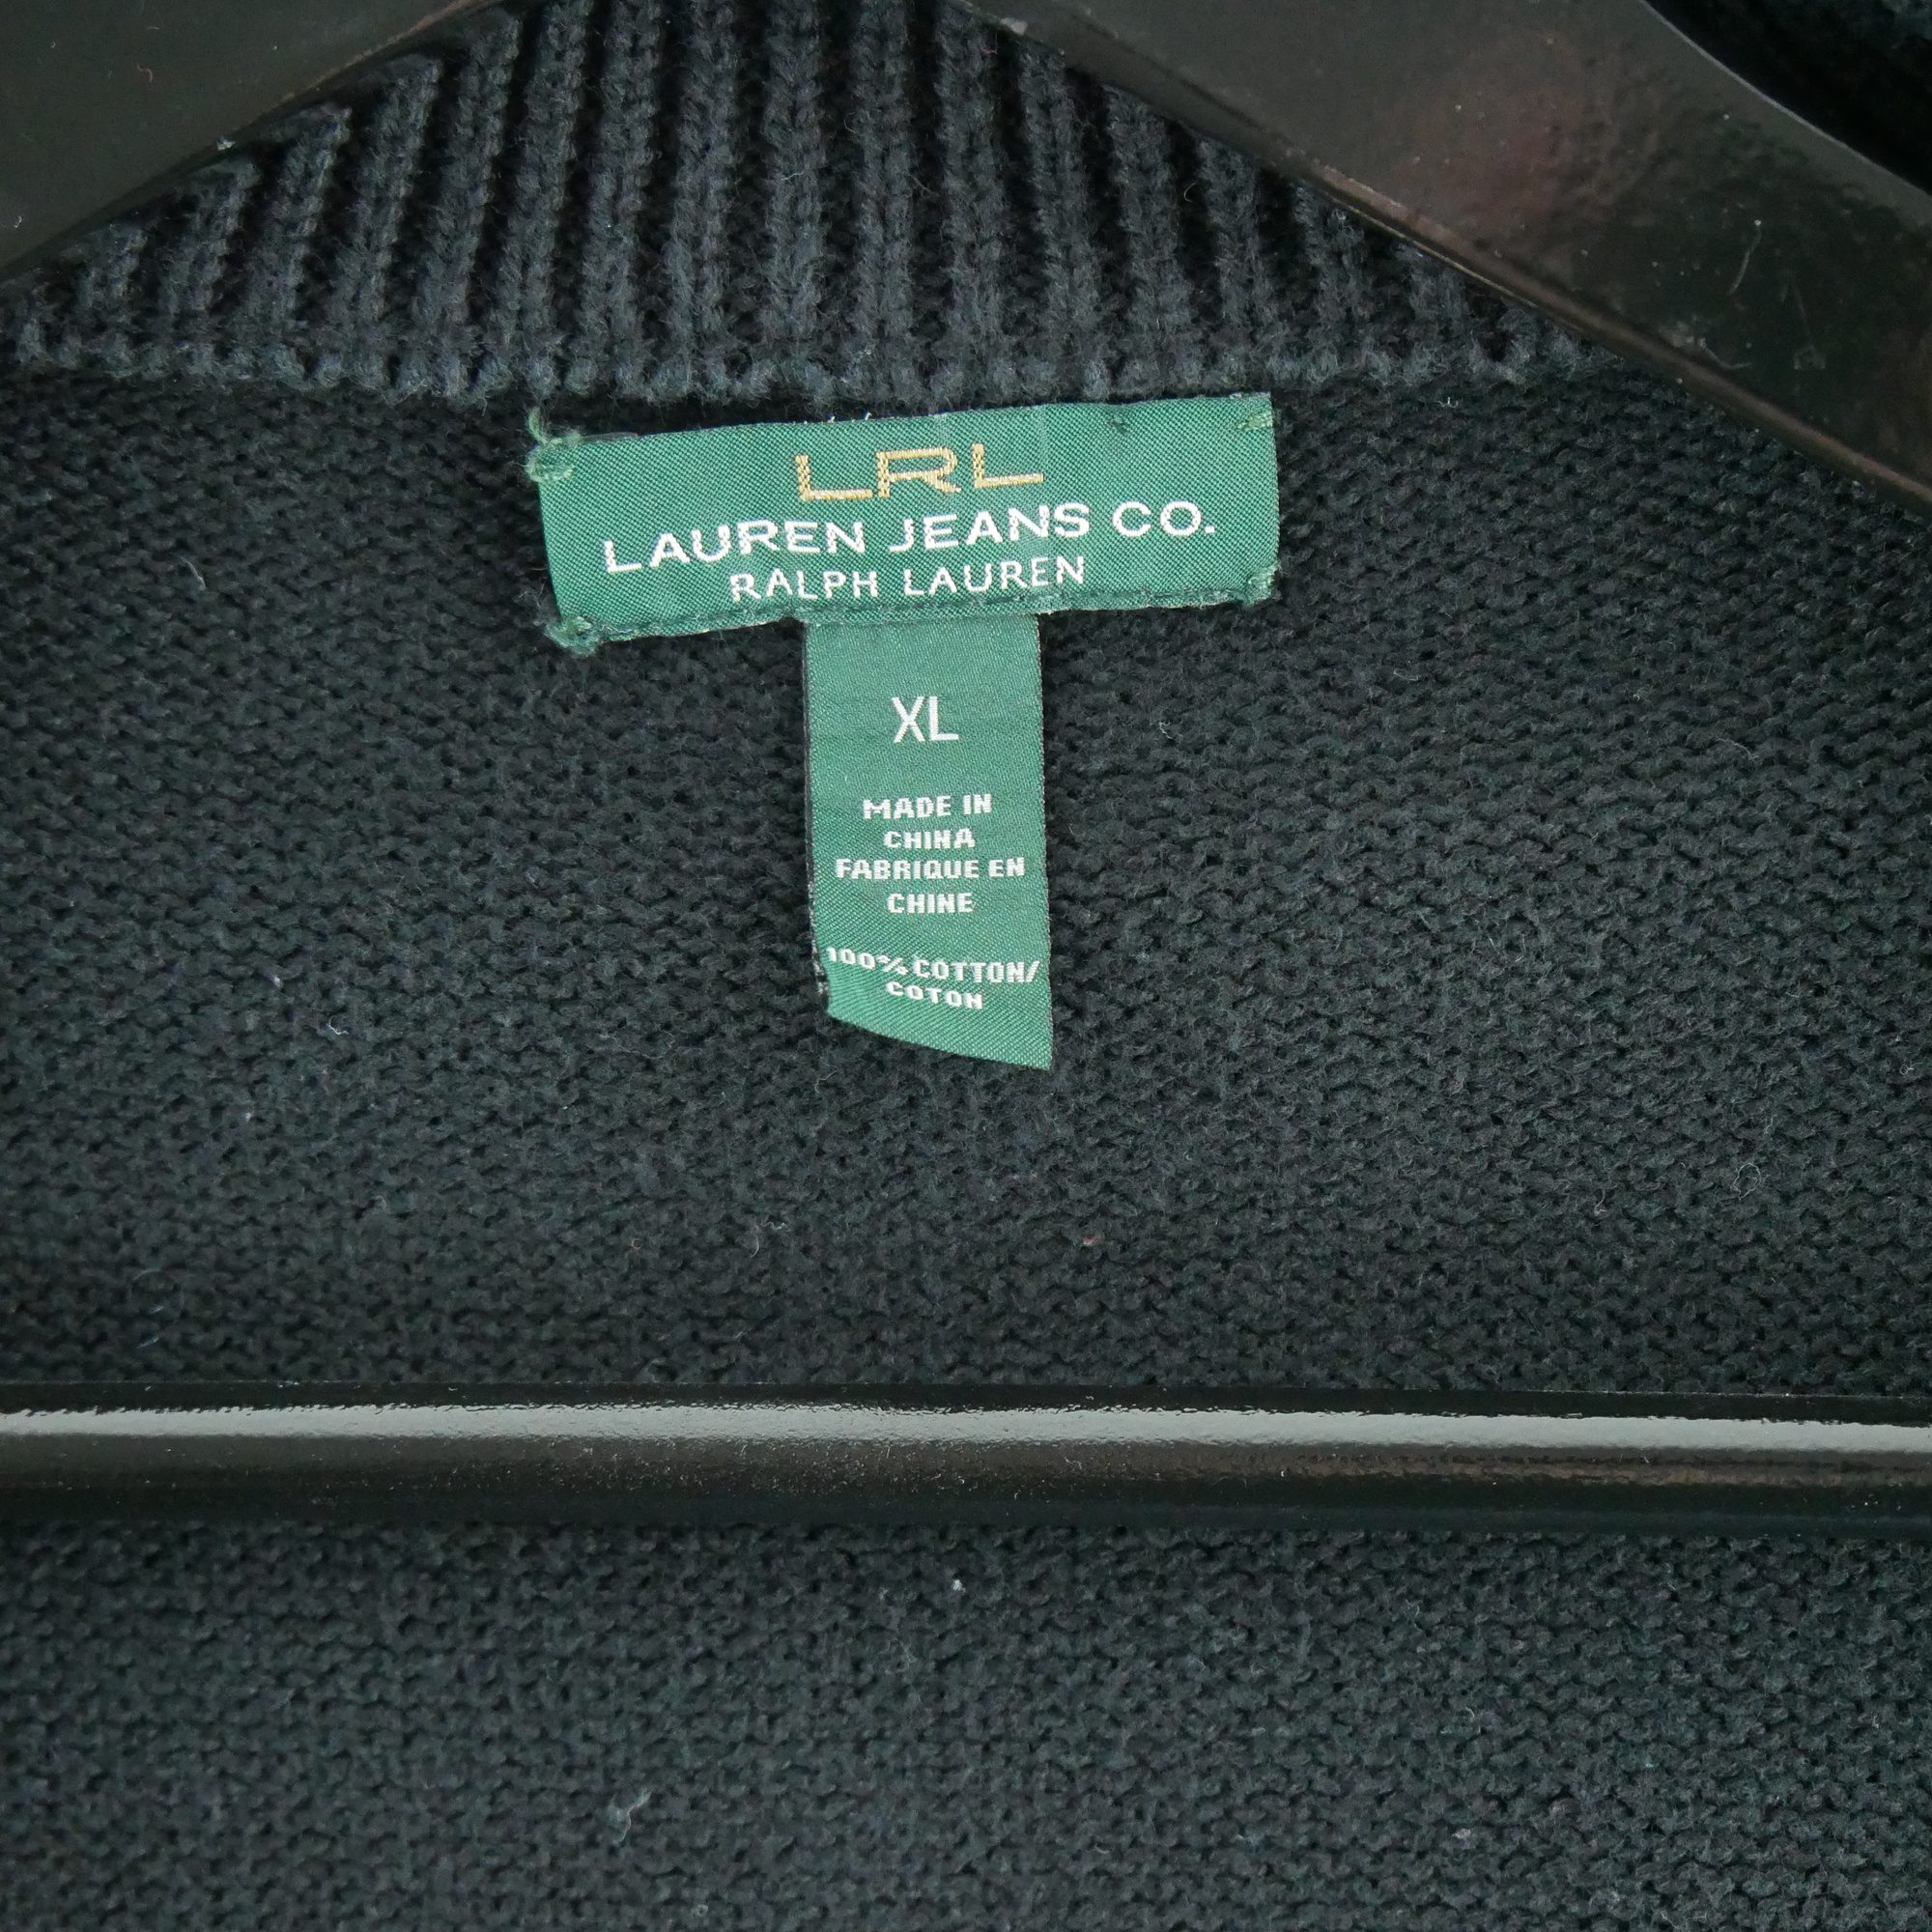 LRL
LAUREN JEANS CO.
RALPH LAUREN
XL
MADE IN
CHINA
FABRIQUE EN
CHINE
100% COTTON/
COTON